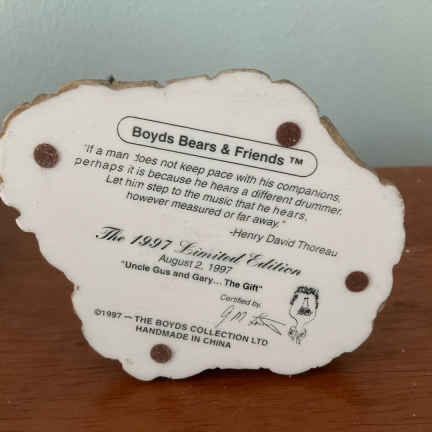 Boyds Bears & Friends ™
"If a man does not keep pace with his companions,
perhaps it is because he hears a different drummer.
Let him step to the music that he hears,
however measured or far away."
-Henry David Thoreau
The 1997 Limited Edition
August 2, 1997
"Uncle Gus and Gary... The Gift"
Certified by,
©1997 — THE BOYDS COLLECTION LTD
HANDMADE IN CHINA